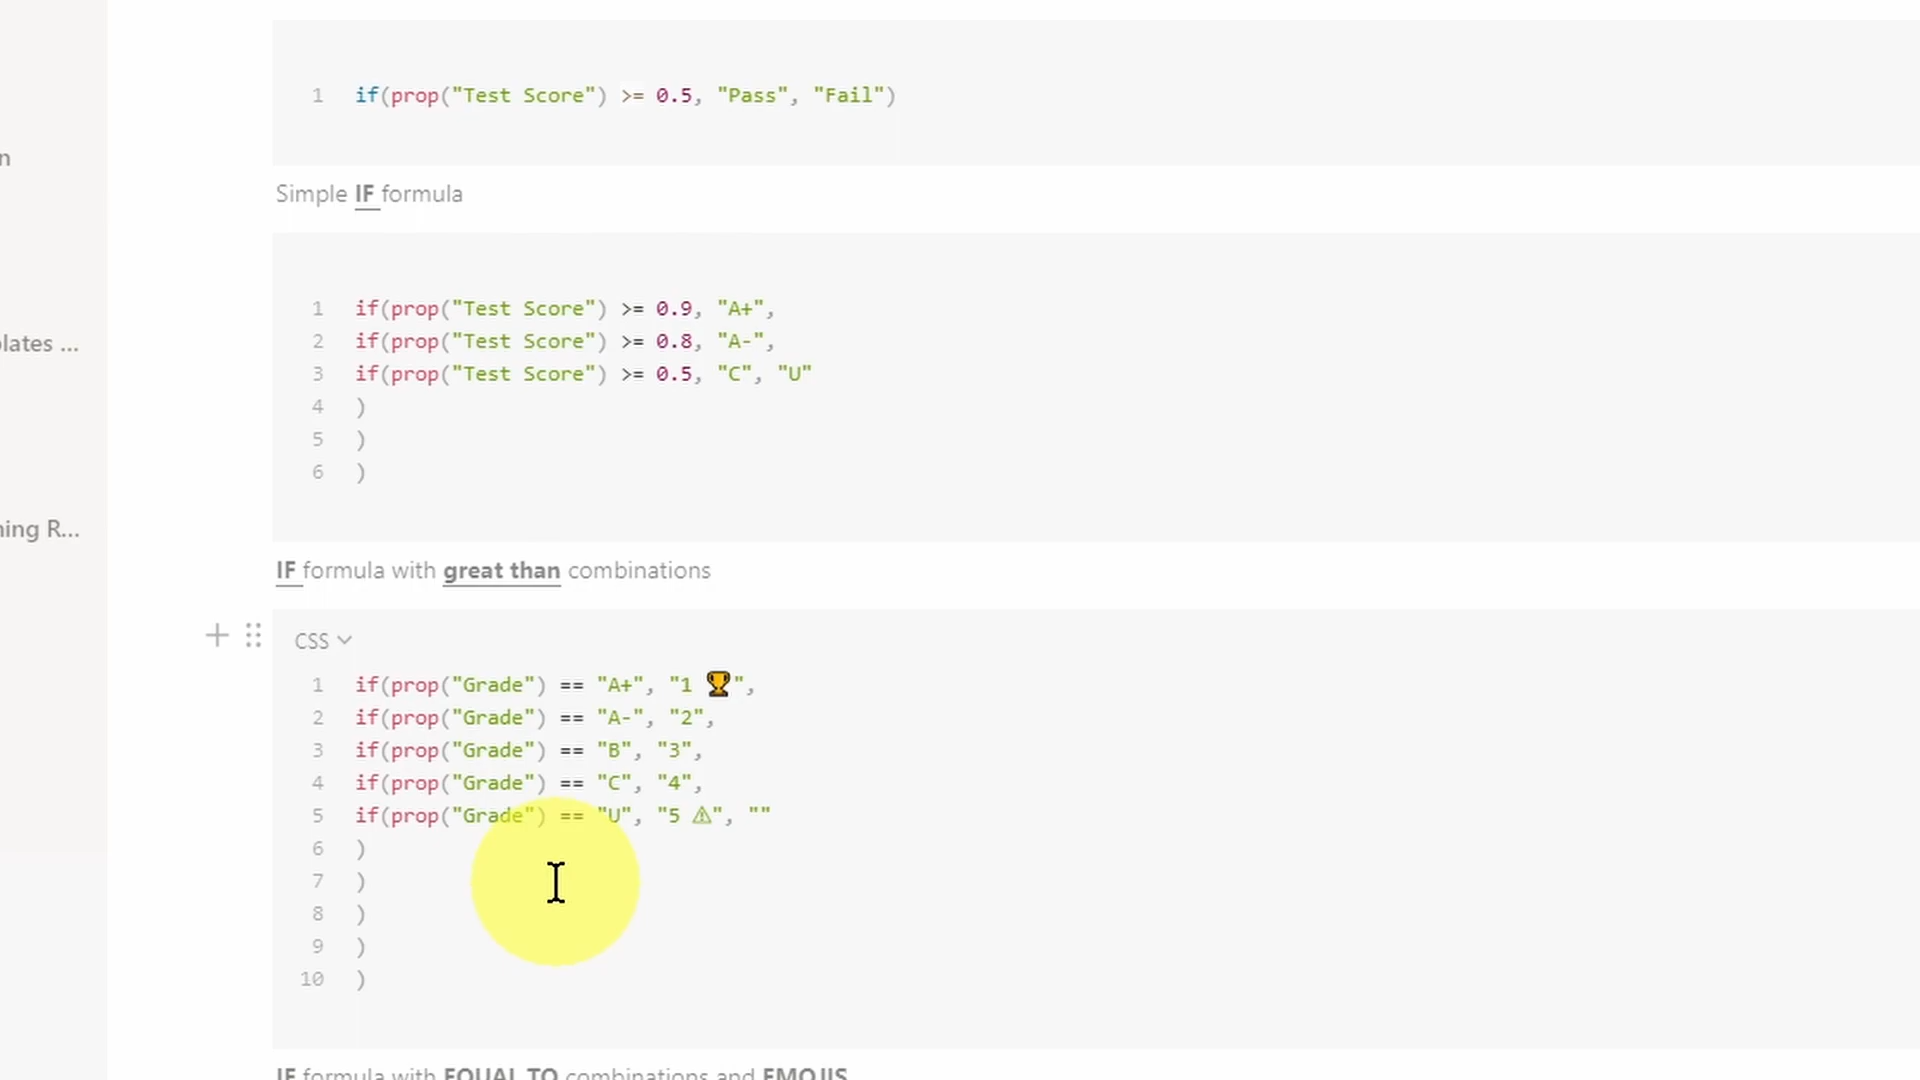 1 if(prop("Test Score") >= 0.5, "Pass", "Fail")
n
Simple IF formula
1 if(prop("Test Score") >= 0.9, "A+",
2 if(prop("Test Score") >= 0.8, "A-",
lates ...
3 if(prop("Test Score") >= 0.5, "C", "U"
4 )
5 )
6 )
ning R...
IF formula with great than combinations
CSS
1 if(prop("Grade") == "A+", "1 🏆",
2 if(prop("Grade") == "A-", "2",
3 if(prop("Grade") == "B", "3",
4 if(prop("Grade") == "C", "4",
5 if(prop("Grade") == "U", "5 ⚠", ""
6 )
7 )
8 )
9 )
10 )
IF formula with EQUAL TO combinations and EMOJIS